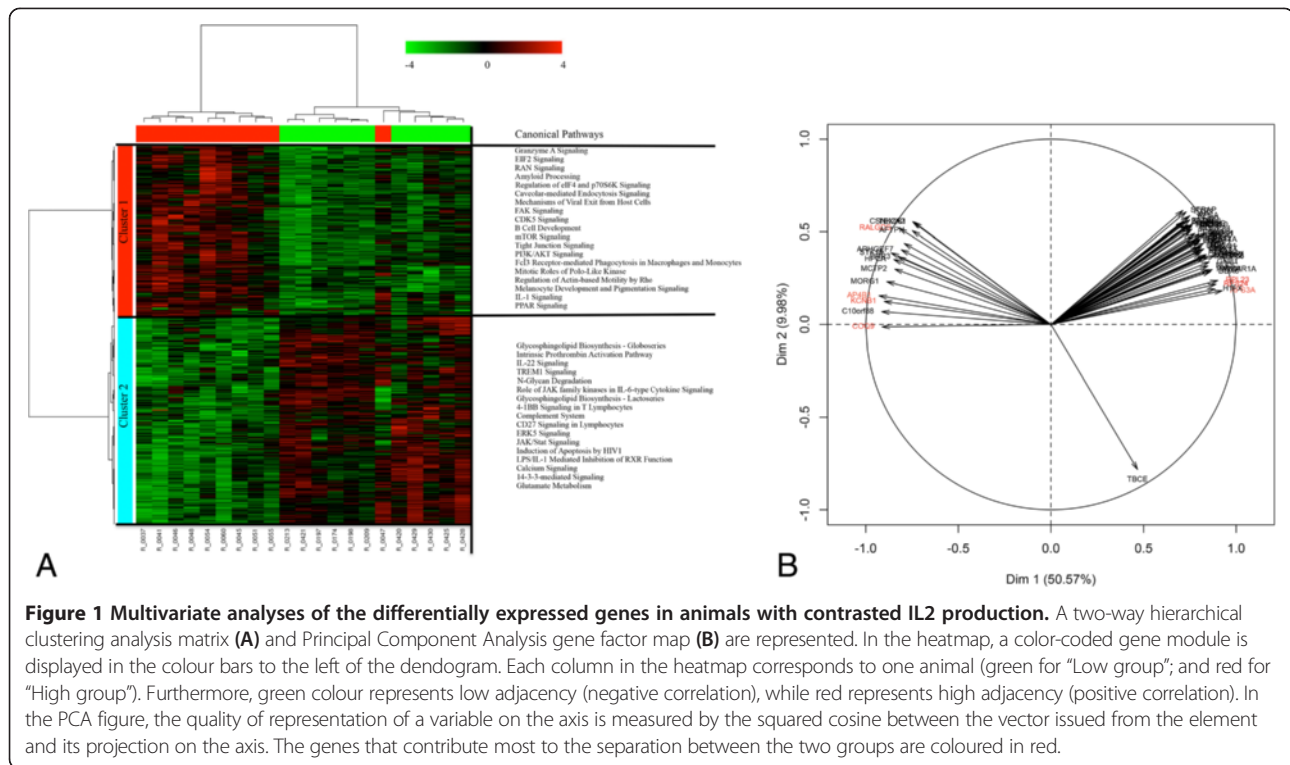 -4 0 4
Canonical Pathways
Cluster 1
Granzyme A Signaling
EIF2 Signaling
RAN Signaling
Amyloid Processing
Regulation of eIF4 and p70S6K Signaling
Caveolar-mediated Endocytosis Signaling
Mechanisms of Viral Exit from Host Cells
FAK Signaling
CDK5 Signaling
B Cell Development
mTOR Signaling
Tight Junction Signaling
PI3K/AKT Signaling
Receptor-mediated Phagocytosis in Macrophages and Monocytes
Mitotic Roles of Polo-Like Kinase
Regulation of Actin-based Motility by Rho
Melanocyte Development and Pigmentation Signaling
IL-1 Signaling
PPAR Signaling
Cluster 2
Glycosphingolipid Biosynthesis - Globoseries
Intrinsic Prothrombin Activation Pathway
IL-22 Signaling
TREM1 Signaling
N-Glycan Degradation
Role of JAK family kinases in IL-6-type Cytokine Signaling
Glycosphingolipid Biosynthesis - Lactoseries
4-1BB Signaling in T Lymphocytes
Complement System
CD27 Signaling in Lymphocytes
ERK5 Signaling
JAK/Stat Signaling
Induction of Apoptosis by HIV1
LPS/IL-1 Mediated Inhibition of RXR Function
Calcium Signaling
14-3-3-mediated Signaling
Glutamate Metabolism
A
1.0
0.5
0.0
-0.5
-1.0
Dim 2 (9.98%)
MCTP2
MORG1
TBCE
-1.0 -0.5 0.0 0.5 1.0
Dim 1 (50.57%)
B
Figure 1 Multivariate analyses of the differentially expressed genes in animals with contrasted IL2 production. A two-way hierarchical
clustering analysis matrix (A) and Principal Component Analysis gene factor map (B) are represented. In the heatmap, a color-coded gene module is
displayed in the colour bars to the left of the dendogram. Each column in the heatmap corresponds to one animal (green for “Low group”; and red for
“High group”). Furthermore, green colour represents low adjacency (negative correlation), while red represents high adjacency (positive correlation). In
the PCA figure, the quality of representation of a variable on the axis is measured by the squared cosine between the vector issued from the element
and its projection on the axis. The genes that contribute most to the separation between the two groups are coloured in red.